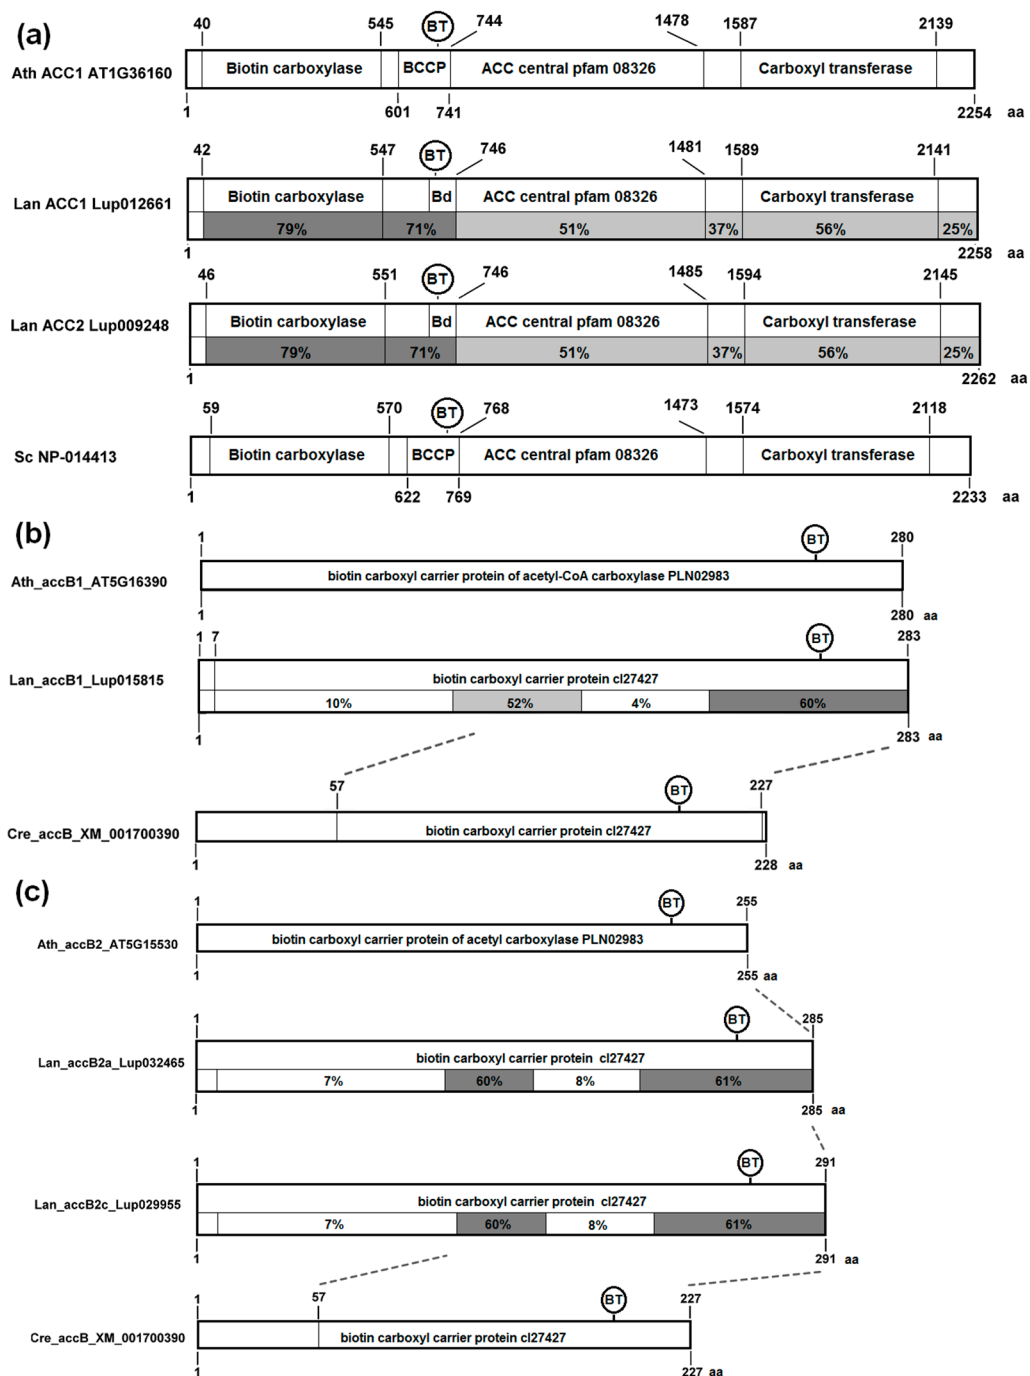 (a)
40 545 BT 744 1478 1587 2139
Ath ACC1 AT1G36160 Biotin carboxylase BCCP ACC central pfam 08326 Carboxyl transferase
1 601 741 2254 aa
42 547 BT 746 1481 1589 2141
Lan ACC1 Lup012661 Biotin carboxylase Bd ACC central pfam 08326 Carboxyl transferase
79% 71% 51% 37% 56% 25%
1 2258 aa
46 551 BT 746 1485 1594 2145
Lan ACC2 Lup009248 Biotin carboxylase Bd ACC central pfam 08326 Carboxyl transferase
79% 71% 51% 37% 56% 25%
1 2262 aa
59 570 BT 768 1473 1574 2118
Sc NP-014413 Biotin carboxylase BCCP ACC central pfam 08326 Carboxyl transferase
1 622 769 2233 aa
(b)
1 BT 280
Ath_accB1_AT5G16390 biotin carboxyl carrier protein of acetyl-CoA carboxylase PLN02983
1 280 aa
1 7 BT 283
Lan_accB1_Lup015815 biotin carboxyl carrier protein cl27427
10% 52% 4% 60%
1 283 aa
57 BT 227
Cre_accB_XM_001700390 biotin carboxyl carrier protein cl27427
1 228 aa
(c)
1 BT 255
Ath_accB2_AT5G15530 biotin carboxyl carrier protein of acetyl carboxylase PLN02983
1 255 aa
1 BT 285
Lan_accB2a_Lup032465 biotin carboxyl carrier protein cl27427
7% 60% 8% 61%
1 285 aa
1 BT 291
Lan_accB2c_Lup029955 biotin carboxyl carrier protein cl27427
7% 60% 8% 61%
1 291 aa
1 57 BT 227
Cre_accB_XM_001700390 biotin carboxyl carrier protein cl27427
1 227 aa